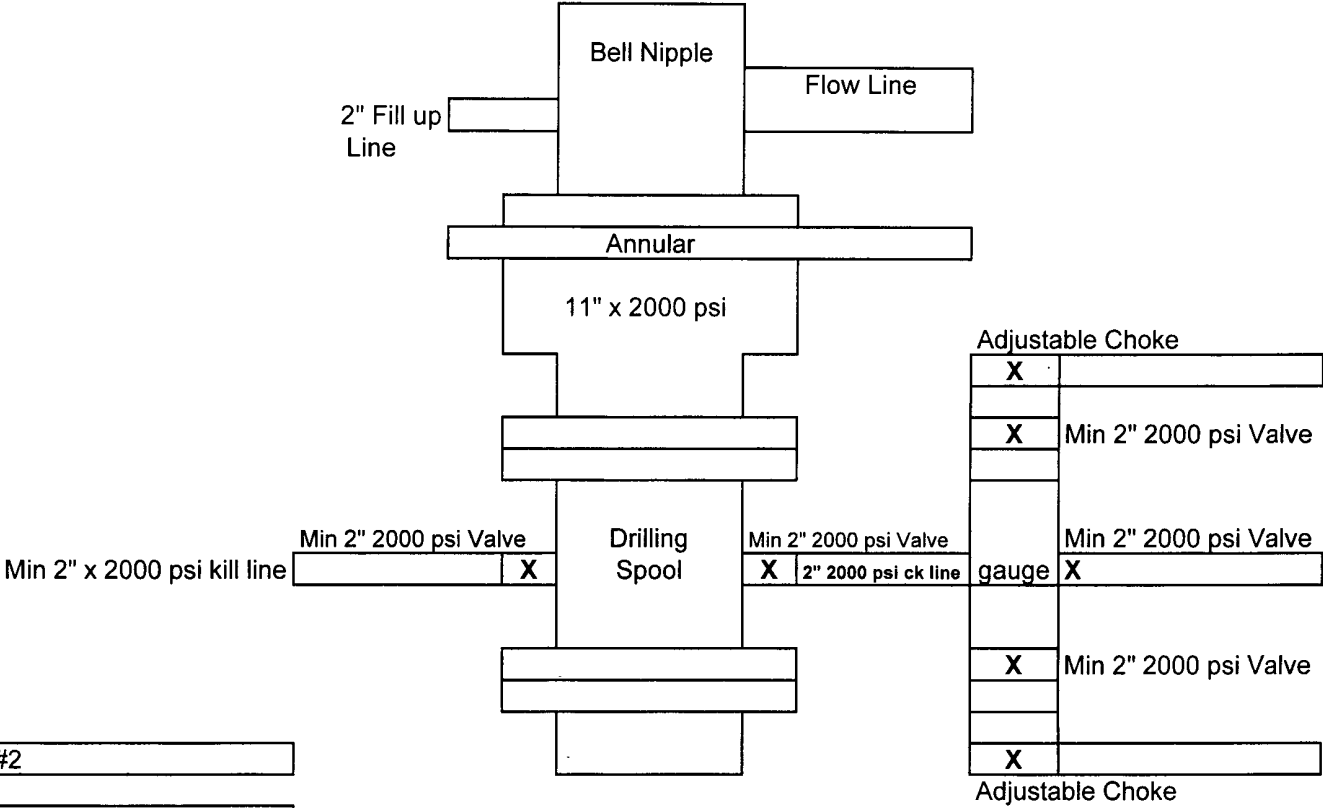 Bell Nipple
Flow Line
2" Fill up
Line
Annular
11" x 2000 psi
Adjustable Choke
X
X Min 2" 2000 psi Valve
Min 2" 2000 psi Valve
Drilling
Spool
Min 2" 2000 psi Valve
Min 2" 2000 psi Valve
Min 2" x 2000 psi kill line
X
X
2" 2000 psi ck line
gauge
X
X Min 2" 2000 psi Valve
#2
X
Adjustable Choke